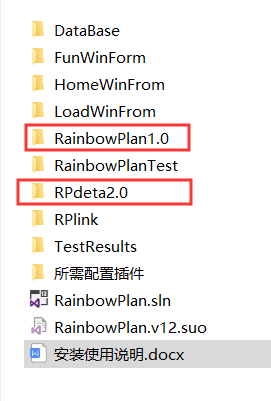 DataBase
FunWinForm
HomeWinFrom
LoadWinFrom
RainbowPlan1.0
RainbowPlanTest
RPdeta2.0
RPlink
TestResults
所需配置插件
RainbowPlan.sln
RainbowPlan.v12.suo
安装使用说明.docx